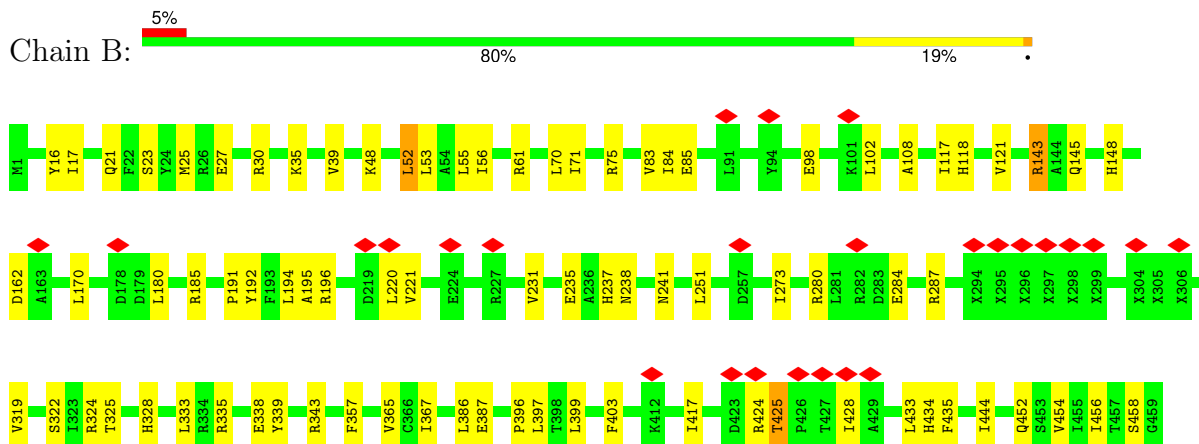 5%
Chain B:
80% 19% •
M1 Y16 I17 Q21 F22 S23 Y24 M25 R26 E27 R30 K35 V39 K48 L52 L53 A54 L55 I56 R61 L70 I71 R75 V83 I84 E85 L91 Y94 E98 K101 L102 A108 I117 H118 V121 R143 A144 Q145 H148
D162 A163 L170 D178 D179 L180 R185 P191 Y192 F193 L194 A195 R196 D219 L220 V221 E224 R227 V231 E235 A236 H237 N238 N241 L251 D257 I273 R280 L281 R282 D283 E284 R287 X294 X295 X296 X297 X298 X299 X304 X305 X306
V319 S322 I323 R324 T325 H328 L333 R334 R335 E338 Y339 R343 F357 V365 C366 I367 L386 E387 P396 L397 T398 L399 F403 K412 I417 D423 R424 T425 P426 T427 I428 A429 L433 H434 F435 I444 Q452 S453 V454 I455 I456 T457 S458 G459